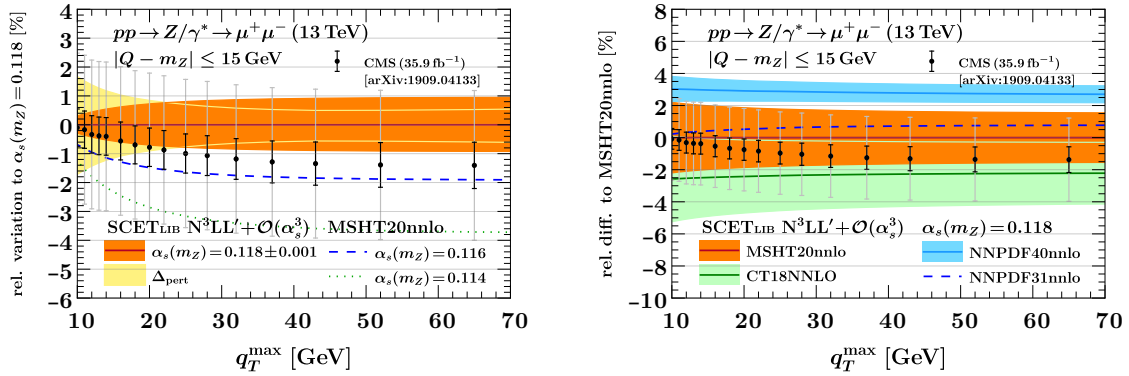 rel. variation to α_s(m_Z)=0.118 [%]
4
3
2
1
0
−1
−2
−3
−4
−5
−6
pp→Z/γ*→μ⁺μ⁻ (13 TeV)
|Q−m_Z| ≤ 15 GeV
CMS (35.9 fb⁻¹)
[arXiv:1909.04133]
SCETLIB N³LL′+O(α_s³) MSHT20nnlo
α_s(m_Z)=0.118±0.001
α_s(m_Z)=0.116
Δ_pert
α_s(m_Z)=0.114
10 20 30 40 50 60 70
q_T^max [GeV]
rel. diff. to MSHT20nnlo [%]
8
6
4
2
0
−2
−4
−6
−8
−10
pp→Z/γ*→μ⁺μ⁻ (13 TeV)
|Q−m_Z| ≤ 15 GeV
CMS (35.9 fb⁻¹)
[arXiv:1909.04133]
SCETLIB N³LL′+O(α_s³) α_s(m_Z)=0.118
MSHT20nnlo
NNPDF40nnlo
CT18NNLO
NNPDF31nnlo
10 20 30 40 50 60 70
q_T^max [GeV]